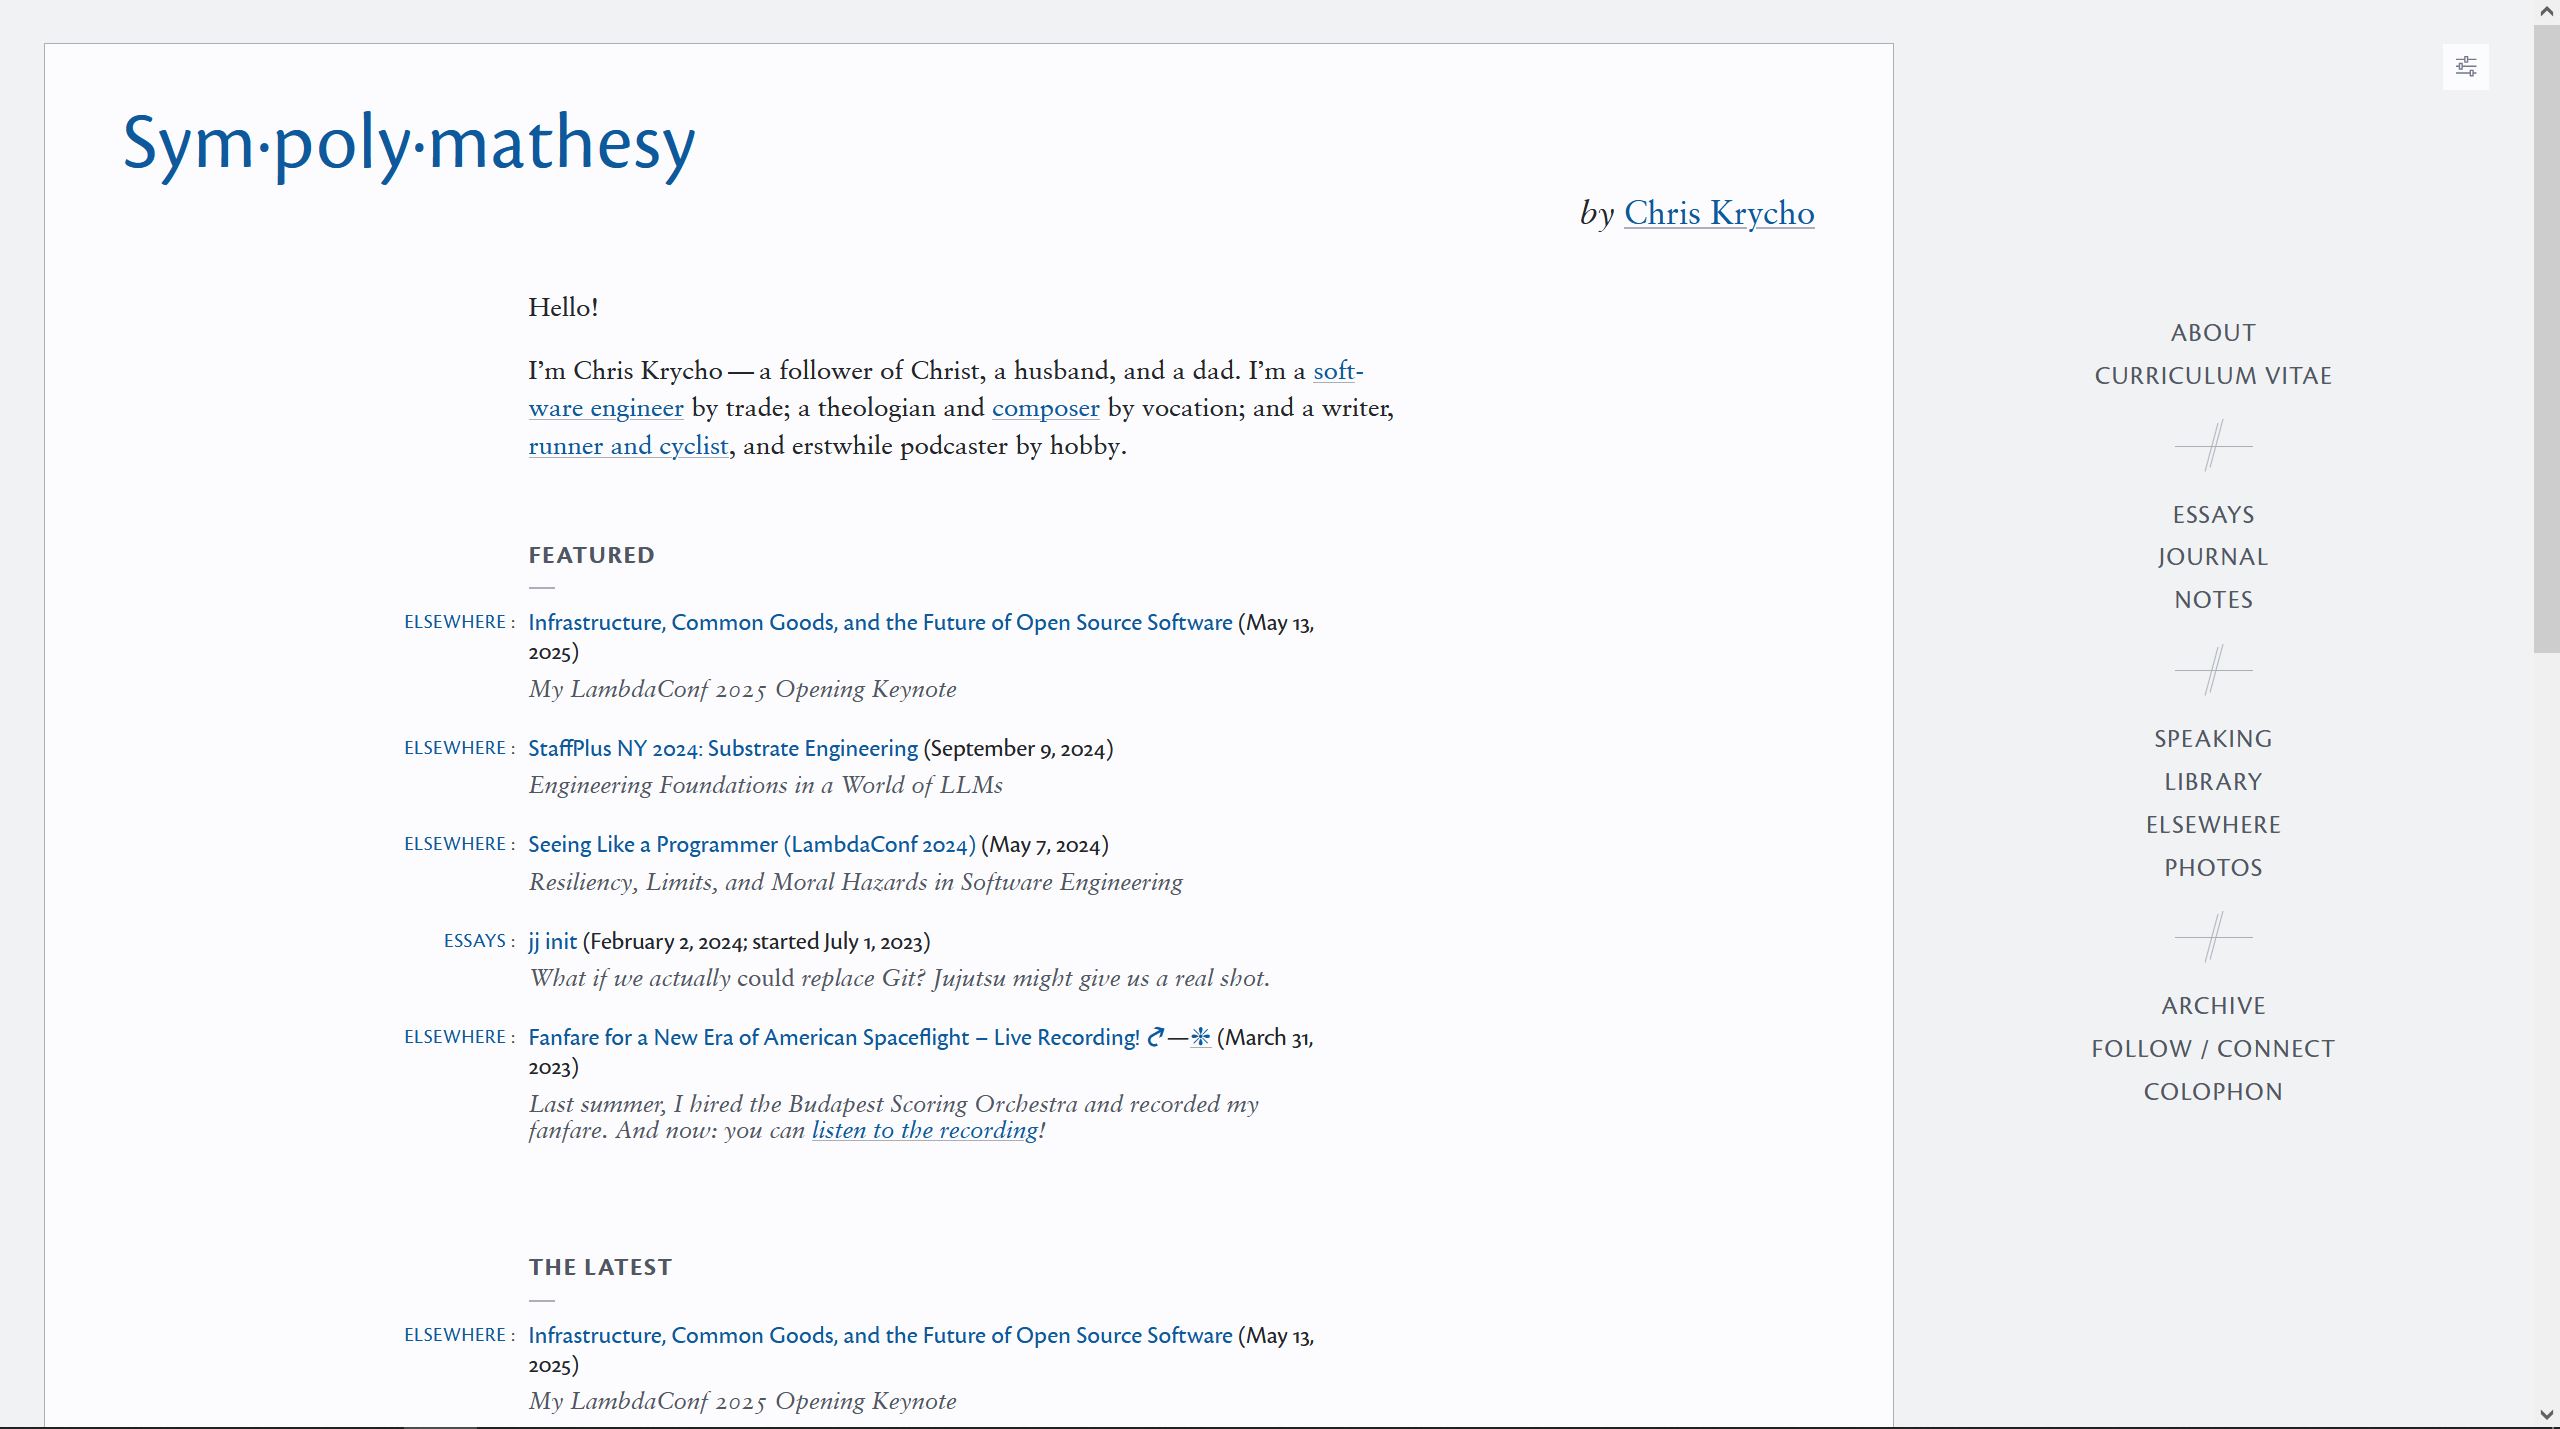 Sym·poly·mathesy
by Chris Krycho
Hello!
I’m Chris Krycho — a follower of Christ, a husband, and a dad. I’m a soft-
ware engineer by trade; a theologian and composer by vocation; and a writer,
runner and cyclist, and erstwhile podcaster by hobby.
FEATURED
ELSEWHERE : Infrastructure, Common Goods, and the Future of Open Source Software (May 13,
2025)
My LambdaConf 2025 Opening Keynote
ELSEWHERE : StaffPlus NY 2024: Substrate Engineering (September 9, 2024)
Engineering Foundations in a World of LLMs
ELSEWHERE : Seeing Like a Programmer (LambdaConf 2024) (May 7, 2024)
Resiliency, Limits, and Moral Hazards in Software Engineering
ESSAYS : jj init (February 2, 2024; started July 1, 2023)
What if we actually could replace Git? Jujutsu might give us a real shot.
ELSEWHERE : Fanfare for a New Era of American Spaceflight – Live Recording! —❈ (March 31,
2023)
Last summer, I hired the Budapest Scoring Orchestra and recorded my
fanfare. And now: you can listen to the recording!
THE LATEST
ELSEWHERE : Infrastructure, Common Goods, and the Future of Open Source Software (May 13,
2025)
My LambdaConf 2025 Opening Keynote
ABOUT
CURRICULUM VITAE
ESSAYS
JOURNAL
NOTES
SPEAKING
LIBRARY
ELSEWHERE
PHOTOS
ARCHIVE
FOLLOW / CONNECT
COLOPHON